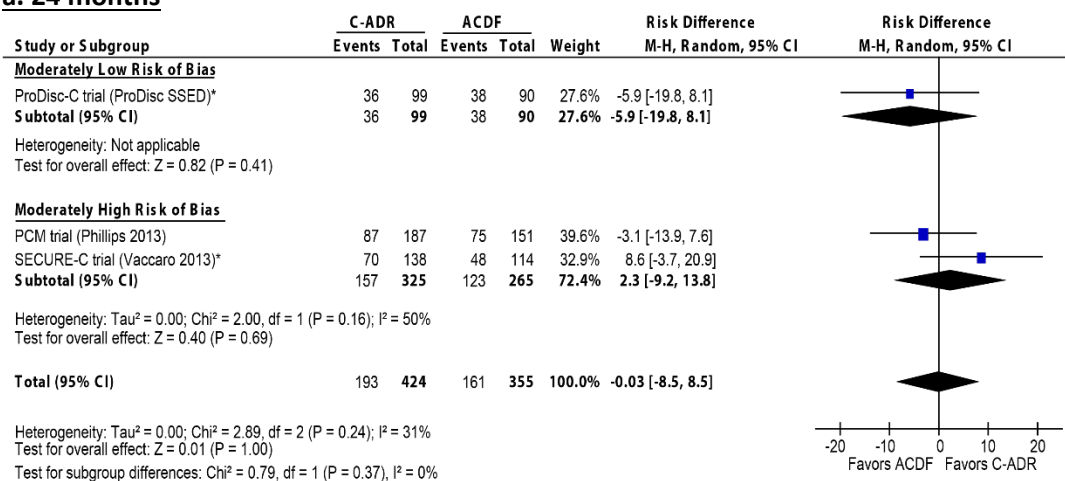 a. 24 months
C-ADR ACDF Risk Difference Risk Difference
Study or Subgroup Events Total Events Total Weight M-H, Random, 95% CI M-H, Random, 95% CI
Moderately Low Risk of Bias
ProDisc-C trial (ProDisc SSED)* 36 99 38 90 27.6% -5.9 [-19.8, 8.1]
Subtotal (95% CI) 36 99 38 90 27.6% -5.9 [-19.8, 8.1]
Heterogeneity: Not applicable
Test for overall effect: Z = 0.82 (P = 0.41)
Moderately High Risk of Bias
PCM trial (Phillips 2013) 87 187 75 151 39.6% -3.1 [-13.9, 7.6]
SECURE-C trial (Vaccaro 2013)* 70 138 48 114 32.9% 8.6 [-3.7, 20.9]
Subtotal (95% CI) 157 325 123 265 72.4% 2.3 [-9.2, 13.8]
Heterogeneity: Tau² = 0.00; Chi² = 2.00, df = 1 (P = 0.16); I² = 50%
Test for overall effect: Z = 0.40 (P = 0.69)
Total (95% CI) 193 424 161 355 100.0% -0.03 [-8.5, 8.5]
Heterogeneity: Tau² = 0.00; Chi² = 2.89, df = 2 (P = 0.24); I² = 31%
Test for overall effect: Z = 0.01 (P = 1.00)
Test for subgroup differences: Chi² = 0.79, df = 1 (P = 0.37), I² = 0%
-20 -10 0 10 20
Favors ACDF Favors C-ADR